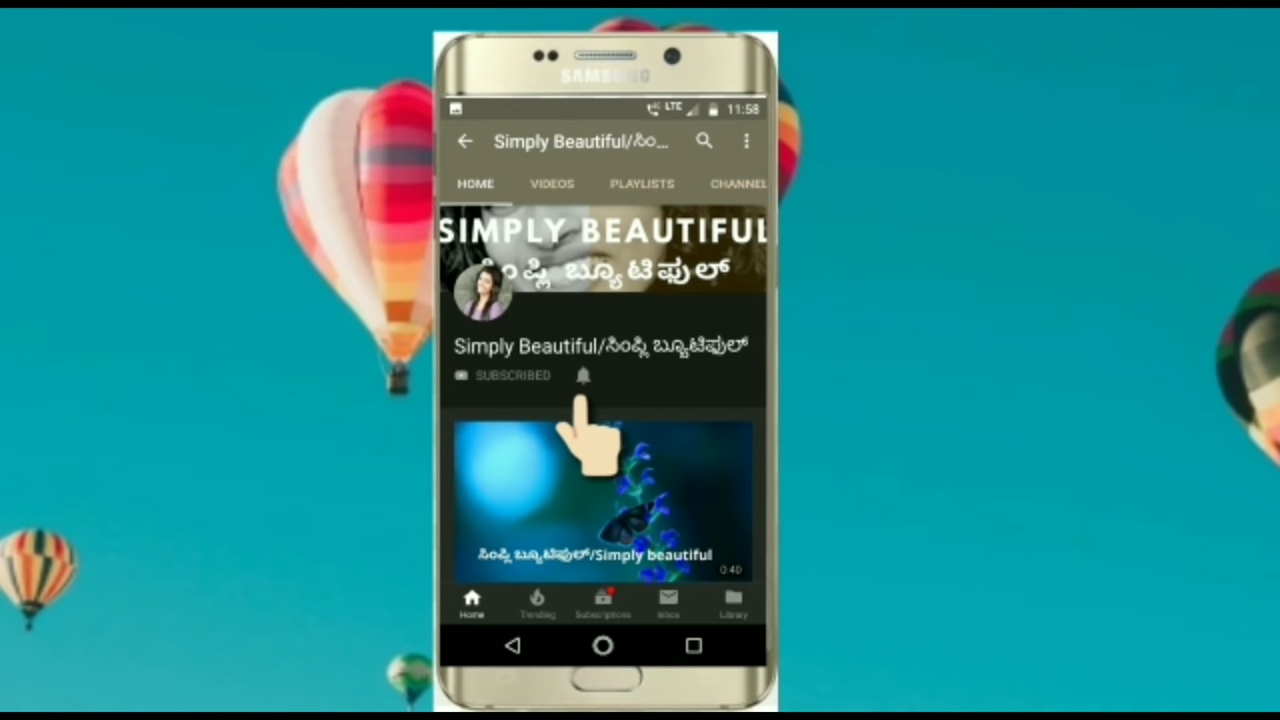 SAMSUNG
LTE 11:58
Simply Beautiful/ಸಿಂ...
HOME VIDEOS PLAYLISTS CHANNEL
SIMPLY BEAUTIFUL
ಸಿಂಪ್ಲಿ ಬ್ಯೂಟಿಫುಲ್
Simply Beautiful/ಸಿಂಪ್ಲಿ ಬ್ಯೂಟಿಫುಲ್
SUBSCRIBED
ಸಿಂಪ್ಲಿ ಬ್ಯೂಟಿಫುಲ್/Simply beautiful
0:40
Home Trending Subscriptions Inbox Library